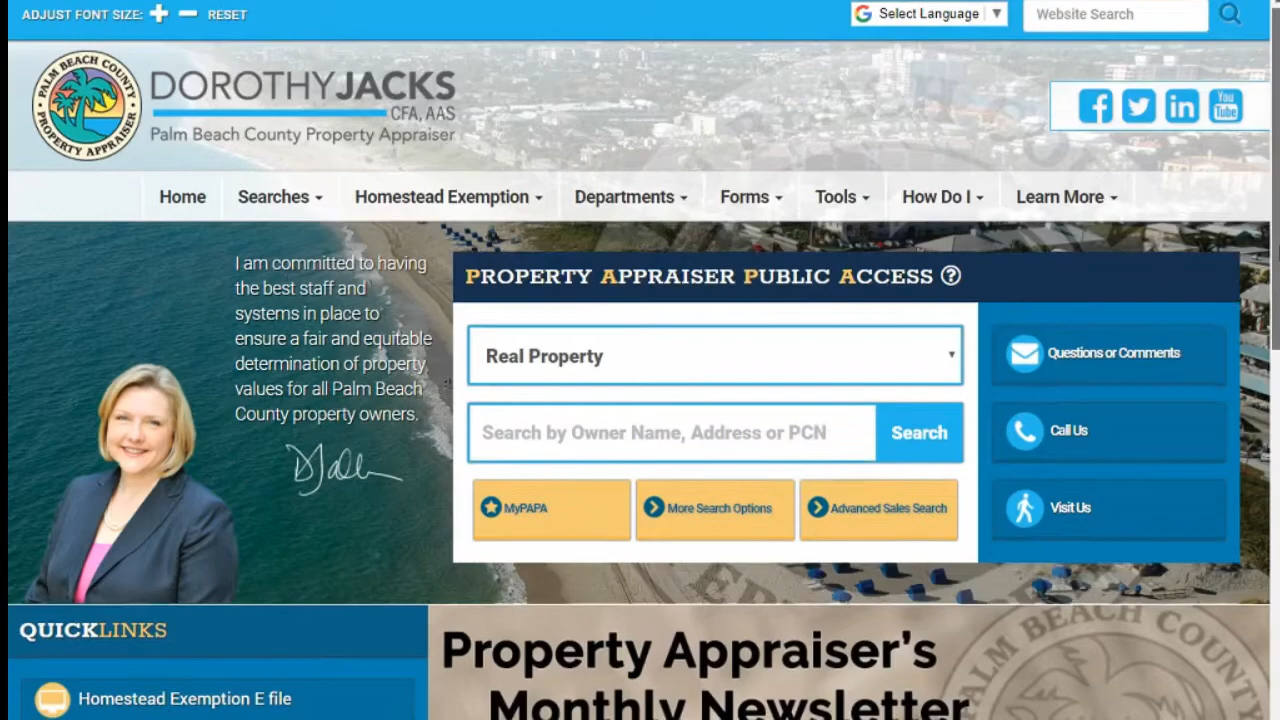 ADJUST FONT SIZE: + − RESET
Select Language ▼
Website Search
PALM BEACH COUNTY
PROPERTY APPRAISER
DOROTHYJACKS
CFA, AAS
Palm Beach County Property Appraiser
You
Tube
Home
Searches
Homestead Exemption
Departments
Forms
Tools
How Do I
Learn More
I am committed to having
the best staff and
systems in place to
ensure a fair and equitable
determination of property
values for all Palm Beach
County property owners.
PROPERTY APPRAISER PUBLIC ACCESS ?
Real Property
Search by Owner Name, Address or PCN
Search
MyPAPA
More Search Options
Advanced Sales Search
Questions or Comments
Call Us
Visit Us
QUICKLINKS
Homestead Exemption E file
Property Appraiser's
Monthly Newsletter
PALM BEACH COUNTY